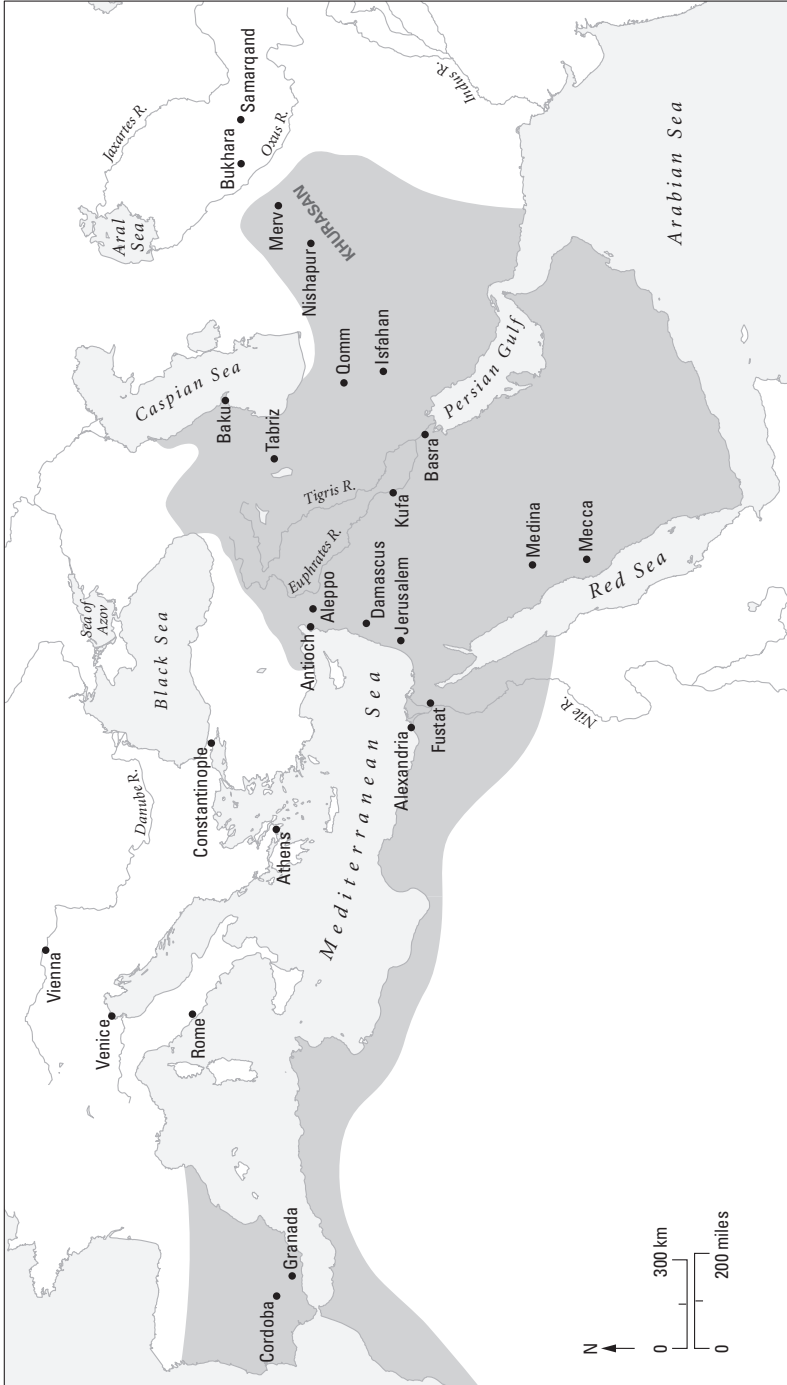 Vienna
Venice
Rome
Danube R.
Constantinople
Athens
Black Sea
Sea of
Azov
Caspian Sea
Baku
Tabriz
Aral
Sea
Jaxartes R.
Bukhara
Samarqand
Oxus R.
Merv
KHURASAN
Nishapur
Qomm
Isfahan
Indus R.
Cordoba
Granada
Mediterranean Sea
Antioch
Aleppo
Damascus
Jerusalem
Alexandria
Fustat
Nile R.
Euphrates R.
Tigris R.
Kufa
Basra
Persian Gulf
Medina
Mecca
Red Sea
Arabian Sea
N
0 300 km
0 200 miles